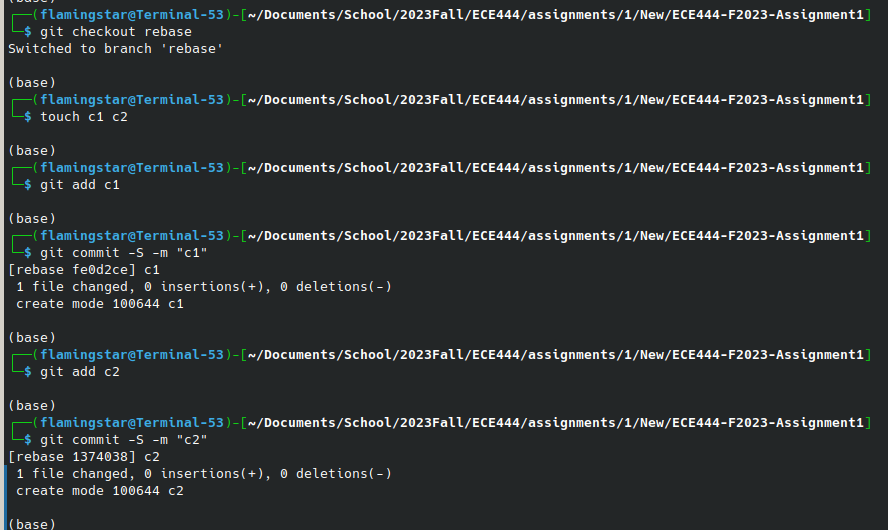 (base)
┌──(flamingstar@Terminal-53)-[~/Documents/School/2023Fall/ECE444/assignments/1/New/ECE444-F2023-Assignment1]
└─$ git checkout rebase
Switched to branch 'rebase'
(base)
┌──(flamingstar@Terminal-53)-[~/Documents/School/2023Fall/ECE444/assignments/1/New/ECE444-F2023-Assignment1]
└─$ touch c1 c2
(base)
┌──(flamingstar@Terminal-53)-[~/Documents/School/2023Fall/ECE444/assignments/1/New/ECE444-F2023-Assignment1]
└─$ git add c1
(base)
┌──(flamingstar@Terminal-53)-[~/Documents/School/2023Fall/ECE444/assignments/1/New/ECE444-F2023-Assignment1]
└─$ git commit -S -m "c1"
[rebase fe0d2ce] c1
 1 file changed, 0 insertions(+), 0 deletions(-)
 create mode 100644 c1
(base)
┌──(flamingstar@Terminal-53)-[~/Documents/School/2023Fall/ECE444/assignments/1/New/ECE444-F2023-Assignment1]
└─$ git add c2
(base)
┌──(flamingstar@Terminal-53)-[~/Documents/School/2023Fall/ECE444/assignments/1/New/ECE444-F2023-Assignment1]
└─$ git commit -S -m "c2"
[rebase 1374038] c2
 1 file changed, 0 insertions(+), 0 deletions(-)
 create mode 100644 c2
(base)